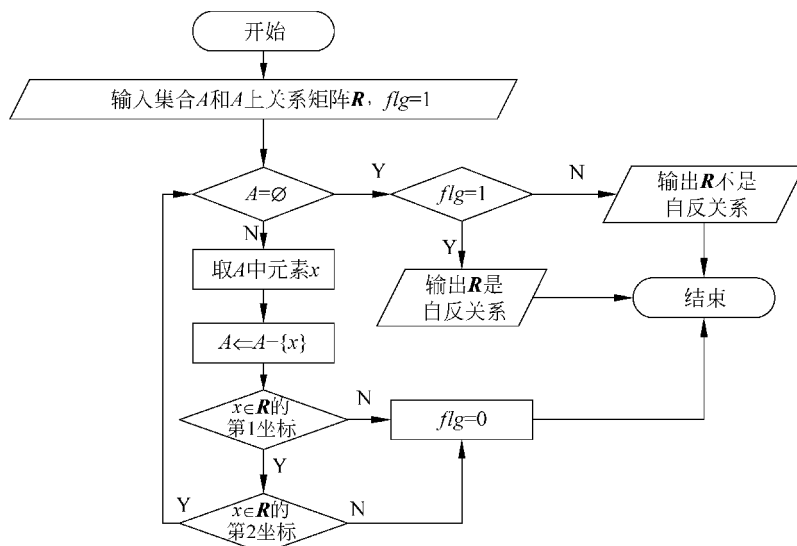 开始
输入集合A和A上关系矩阵R，flg=1
A=∅
Y
flg=1
N
输出R不是
自反关系
N
Y
取A中元素x
输出R是
自反关系
结束
A⇐A-{x}
x∈R的
第1坐标
N
flg=0
Y
Y
x∈R的
第2坐标
N